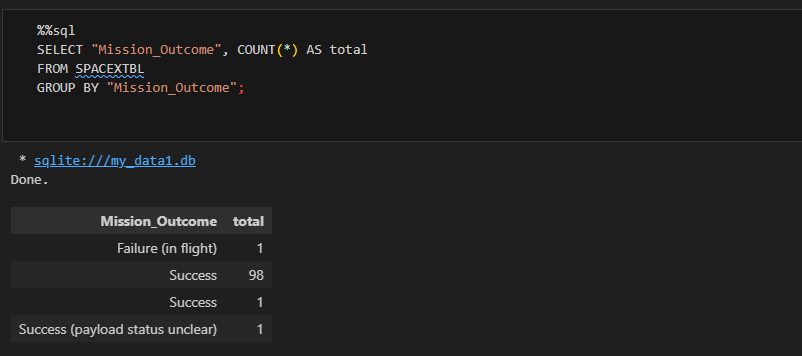 %%sql
SELECT "Mission_Outcome", COUNT(*) AS total
FROM SPACEXTBL
GROUP BY "Mission_Outcome";
* sqlite:///my_data1.db
Done.
Mission_Outcome total
Failure (in flight) 1
Success 98
Success 1
Success (payload status unclear) 1